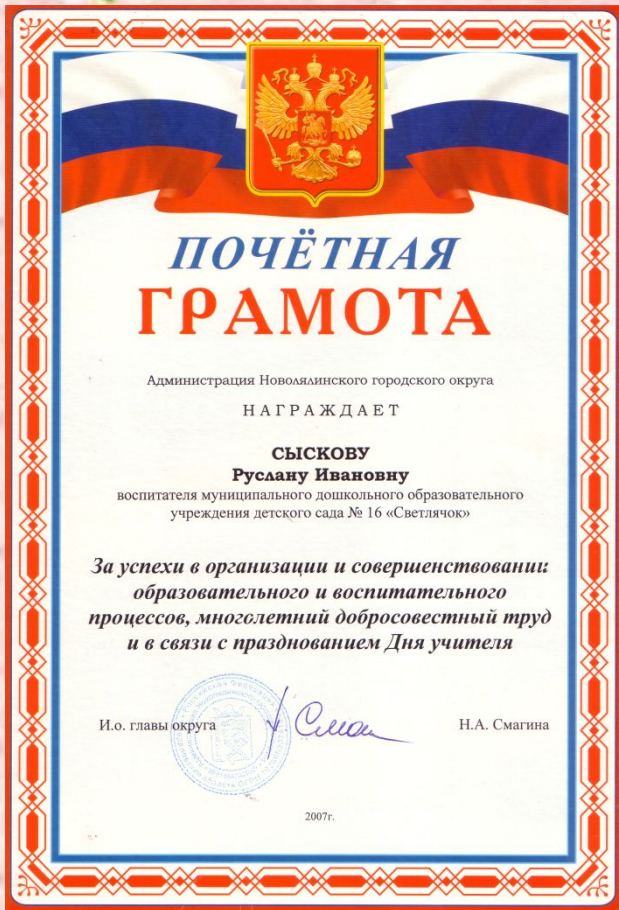 ПОЧЁТНАЯ
ГРАМОТА
Администрация Новолялинского городского округа
НАГРАЖДАЕТ
СЫСКОВУ
Руслану Ивановну
воспитателя муниципального дошкольного образовательного
учреждения детского сада № 16 «Светлячок»
За успехи в организации и совершенствовании
образовательного и воспитательного
процессов, многолетний добросовестный труд
и в связи с празднованием Дня учителя
И.о. главы округа
Н.А. Смагина
2007г.